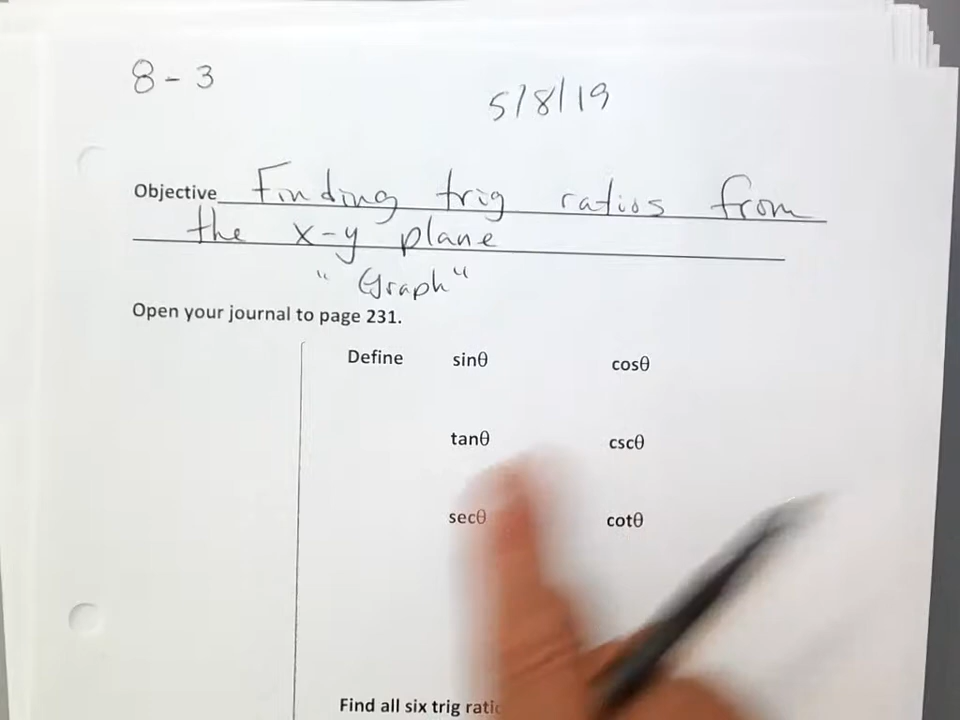 8-3
5/8/19
Objective Finding trig ratios from
the x-y plane
"Graph"
Open your journal to page 231.
Define sinθ cosθ
tanθ cscθ
secθ cotθ
Find all six trig